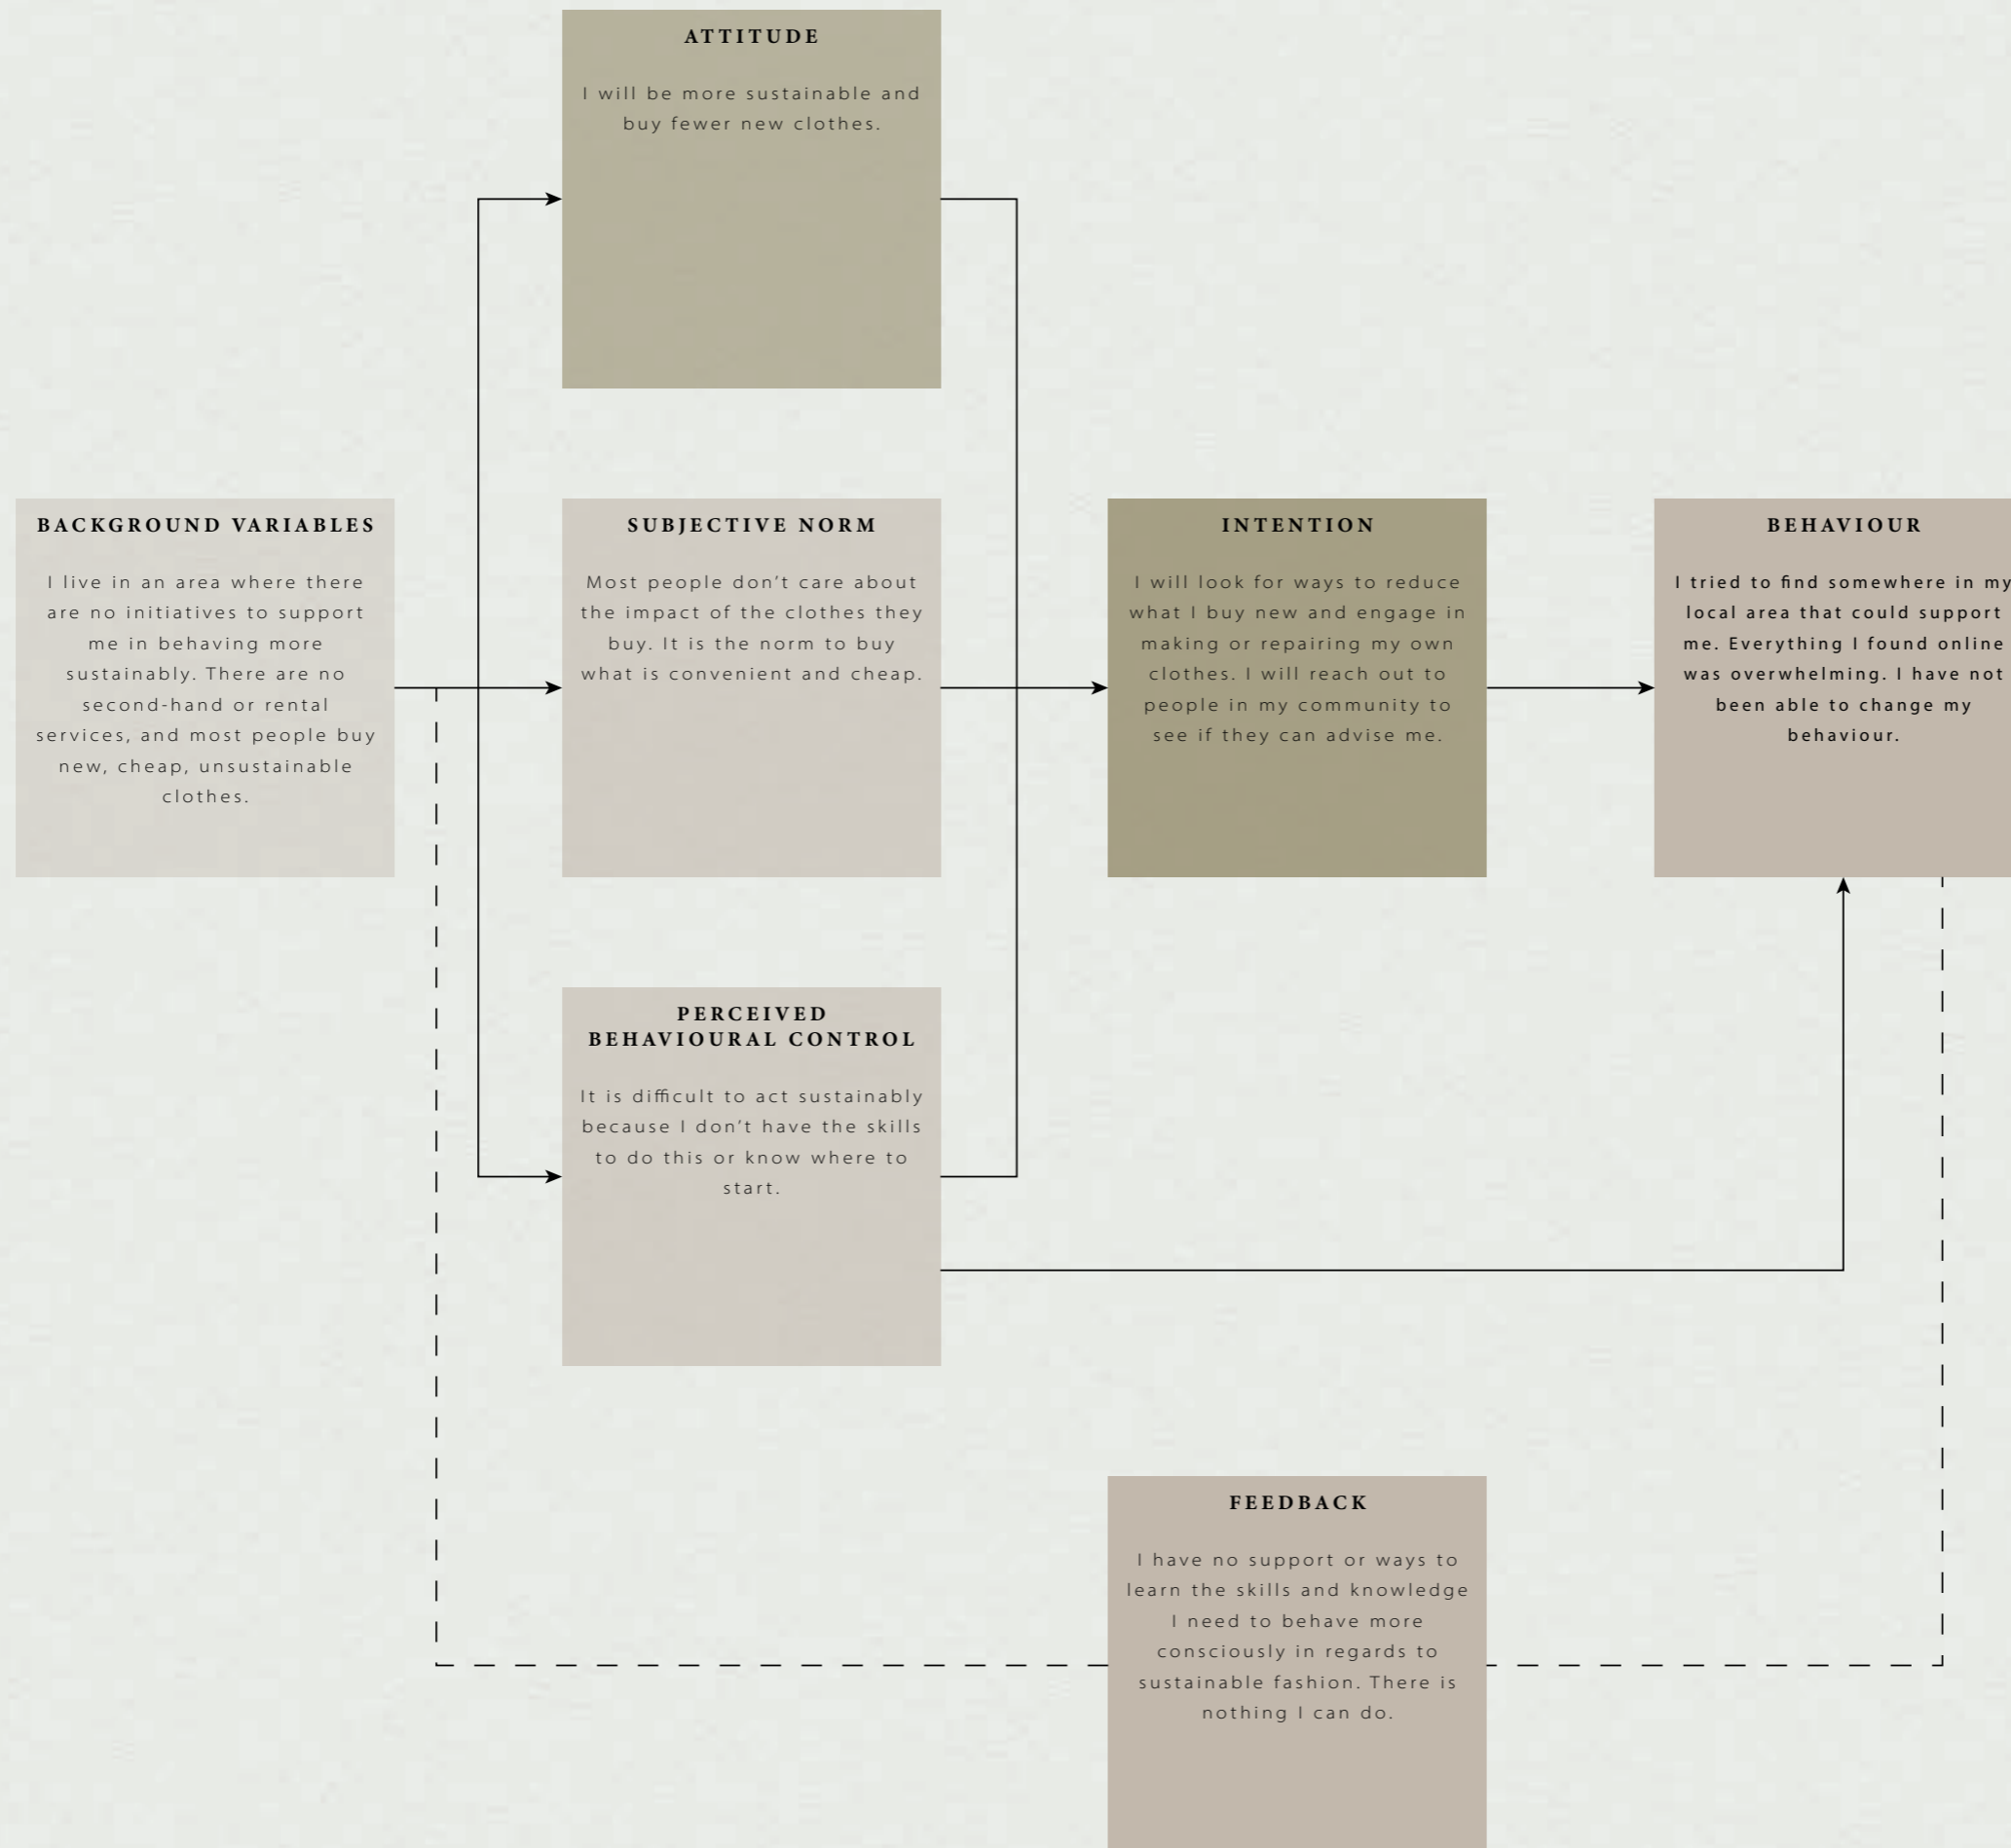 ATTITUDE
I will be more sustainable and
buy fewer new clothes.
BACKGROUND VARIABLES
I live in an area where there
are no initiatives to support
me in behaving more
sustainably. There are no
second-hand or rental
services, and most people buy
new, cheap, unsustainable
clothes.
SUBJECTIVE NORM
Most people don’t care about
the impact of the clothes they
buy. It is the norm to buy
what is convenient and cheap.
INTENTION
I will look for ways to reduce
what I buy new and engage in
making or repairing my own
clothes. I will reach out to
people in my community to
see if they can advise me.
BEHAVIOUR
I tried to find somewhere in my
local area that could support
me. Everything I found online
was overwhelming. I have not
been able to change my
behaviour.
PERCEIVED
BEHAVIOURAL CONTROL
It is difficult to act sustainably
because I don’t have the skills
to do this or know where to
start.
FEEDBACK
I have no support or ways to
learn the skills and knowledge
I need to behave more
consciously in regards to
sustainable fashion. There is
nothing I can do.